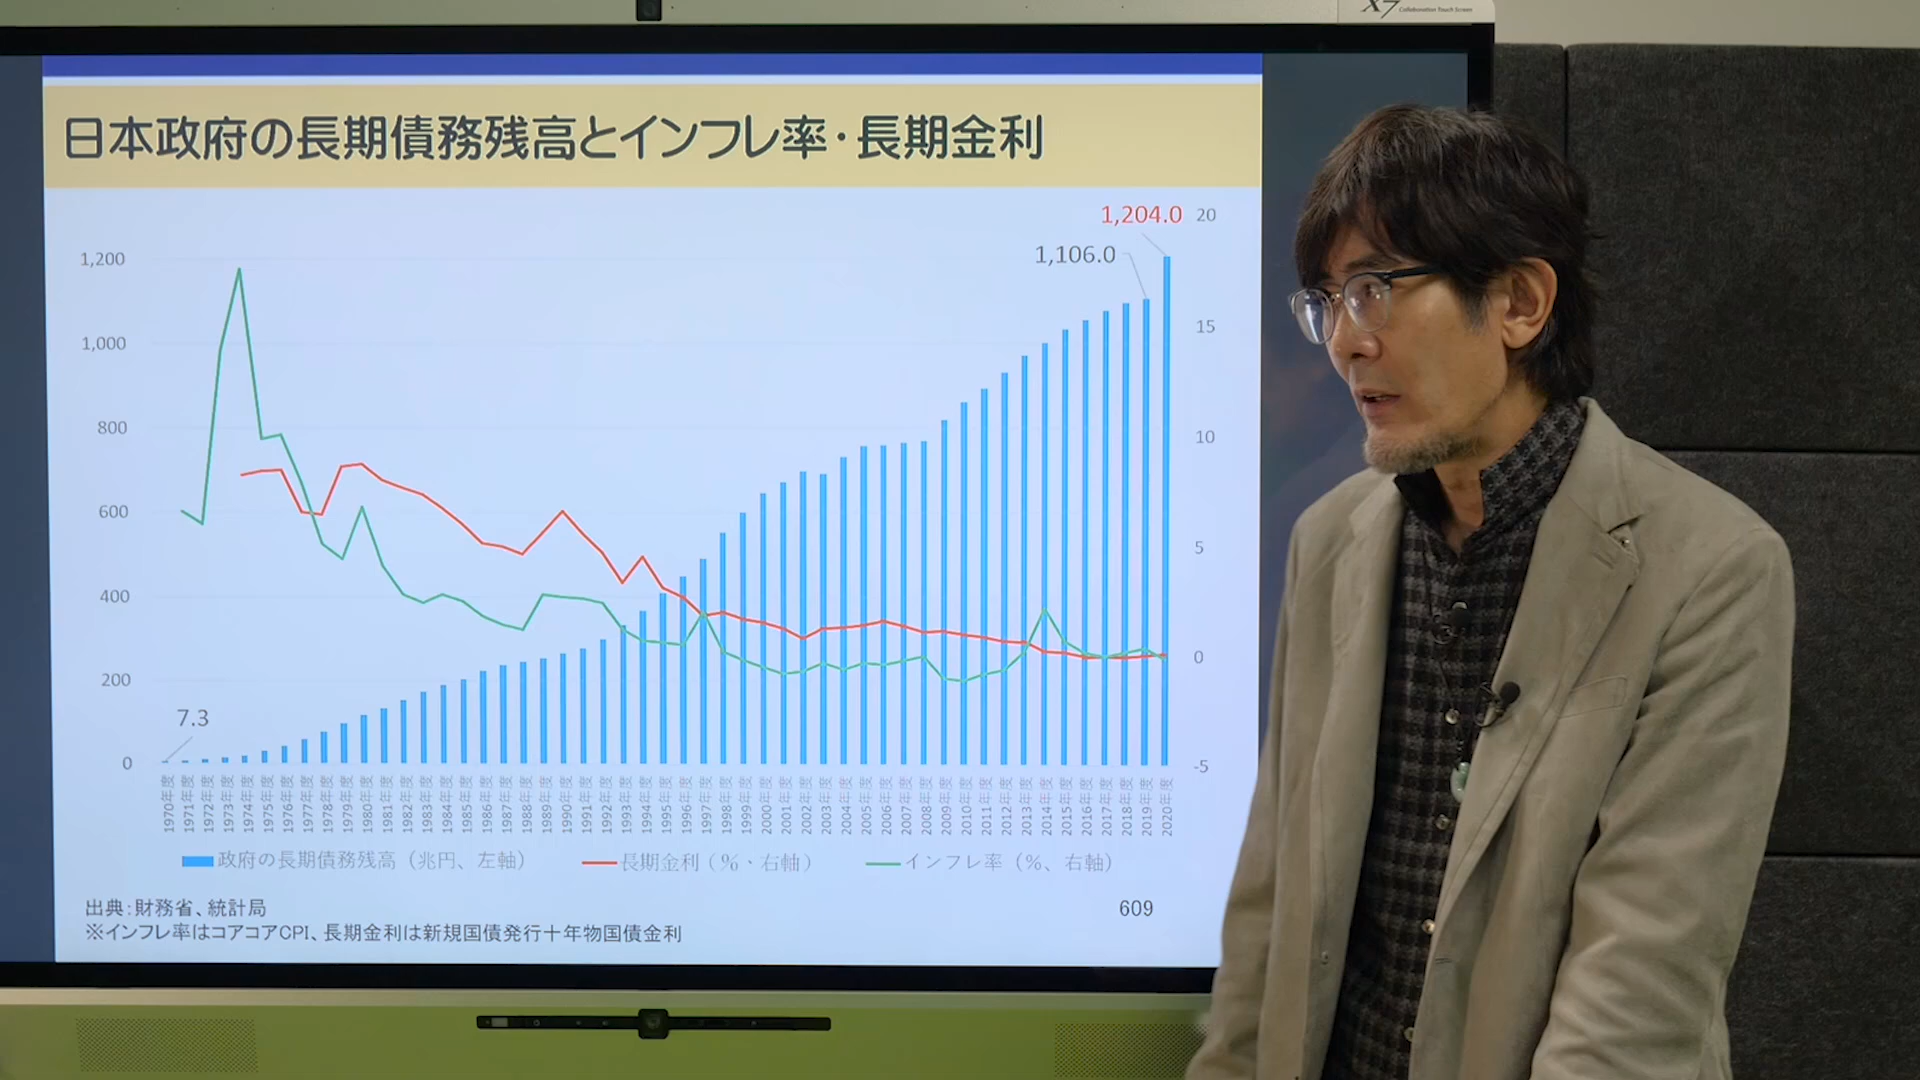 X7 Collaboration Touch Screen
日本政府の長期債務残高とインフレ率・長期金利
1,204.0
20
1,106.0
1,200
15
1,000
800
10
600
5
400
0
200
7.3
0
-5
1970年度 1971年度 1972年度 1973年度 1974年度 1975年度 1976年度 1977年度 1978年度 1979年度 1980年度 1981年度 1982年度 1983年度 1984年度 1985年度 1986年度 1987年度 1988年度 1989年度 1990年度 1991年度 1992年度 1993年度 1994年度 1995年度 1996年度 1997年度 1998年度 1999年度 2000年度 2001年度 2002年度 2003年度 2004年度 2005年度 2006年度 2007年度 2008年度 2009年度 2010年度 2011年度 2012年度 2013年度 2014年度 2015年度 2016年度 2017年度 2018年度 2019年度 2020年度
政府の長期債務残高（兆円、左軸） 長期金利（％・右軸） インフレ率（％、右軸）
出典：財務省、統計局
609
※インフレ率はコアコアCPI、長期金利は新規国債発行十年物国債金利